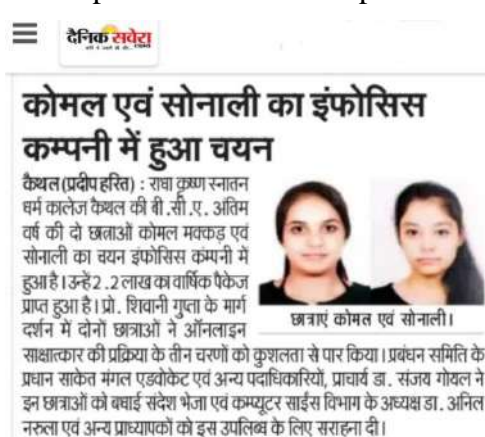 दैनिक सवेरा
कोमल एवं सोनाली का इंफोसिस
कम्पनी में हुआ चयन
कैथल(प्रदीप हरित) : राधा कृष्ण स्नातन
धर्म कालेज कैथल की बी.सी.ए. अंतिम
वर्ष की दो छात्राओं कोमल मक्कड़ एवं
सोनाली का चयन इंफोसिस कंम्पनी में
हुआ है। उन्हें 2.2 लाख का वार्षिक पैकेज
प्राप्त हुआ है। प्रो. शिवानी गुप्ता के मार्ग
दर्शन में दोनों छात्राओं ने ऑनलाइन
छात्राएं कोमल एवं सोनाली।
साक्षात्कार की प्रक्रिया के तीन चरणों को कुशलता से पार किया। प्रबंधन समिति के
प्रधान साकेत मंगल एडवोकेट एवं अन्य पदाधिकारियों, प्राचार्य डा. संजय गोयल ने
इन छात्राओं को बधाई संदेश भेजा एवं कम्प्यूटर साईंस विभाग के अध्यक्ष डा. अनिल
नरुला एवं अन्य प्राध्यापकों को इस उपलब्धि के लिए सराहना दी।